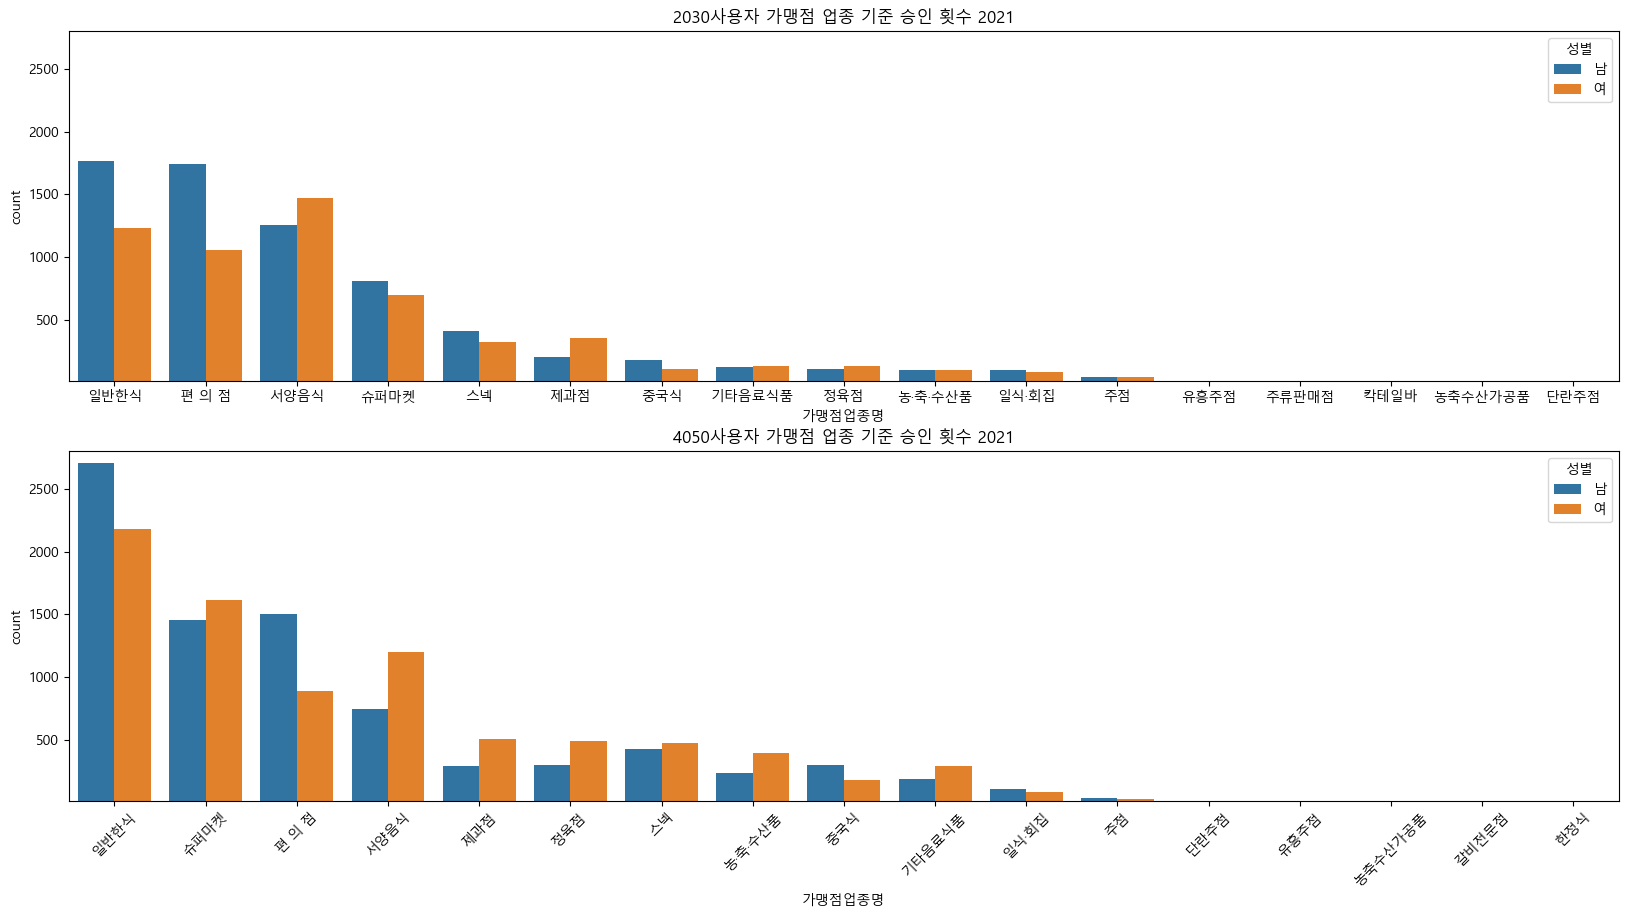 2030사용자 가맹점 업종 기준 승인 횟수 2021
성별
남
여
2500
2000
1500
1000
500
count
일반한식 편 의 점 서양음식 슈퍼마켓 스넥 제과점 중국식 기타음료식품 정육점 농·축·수산품 일식·회집 주점 유흥주점 주류판매점 칵테일바 농축수산가공품 단란주점
가맹점업종명
4050사용자 가맹점 업종 기준 승인 횟수 2021
성별
남
여
2500
2000
1500
1000
500
count
일반한식 슈퍼마켓 편 의 점 서양음식 제과점 정육점 스넥 농·축·수산품 중국식 기타음료식품 일식·회집 주점 단란주점 유흥주점 농축수산가공품 갈비전문점 한정식
가맹점업종명